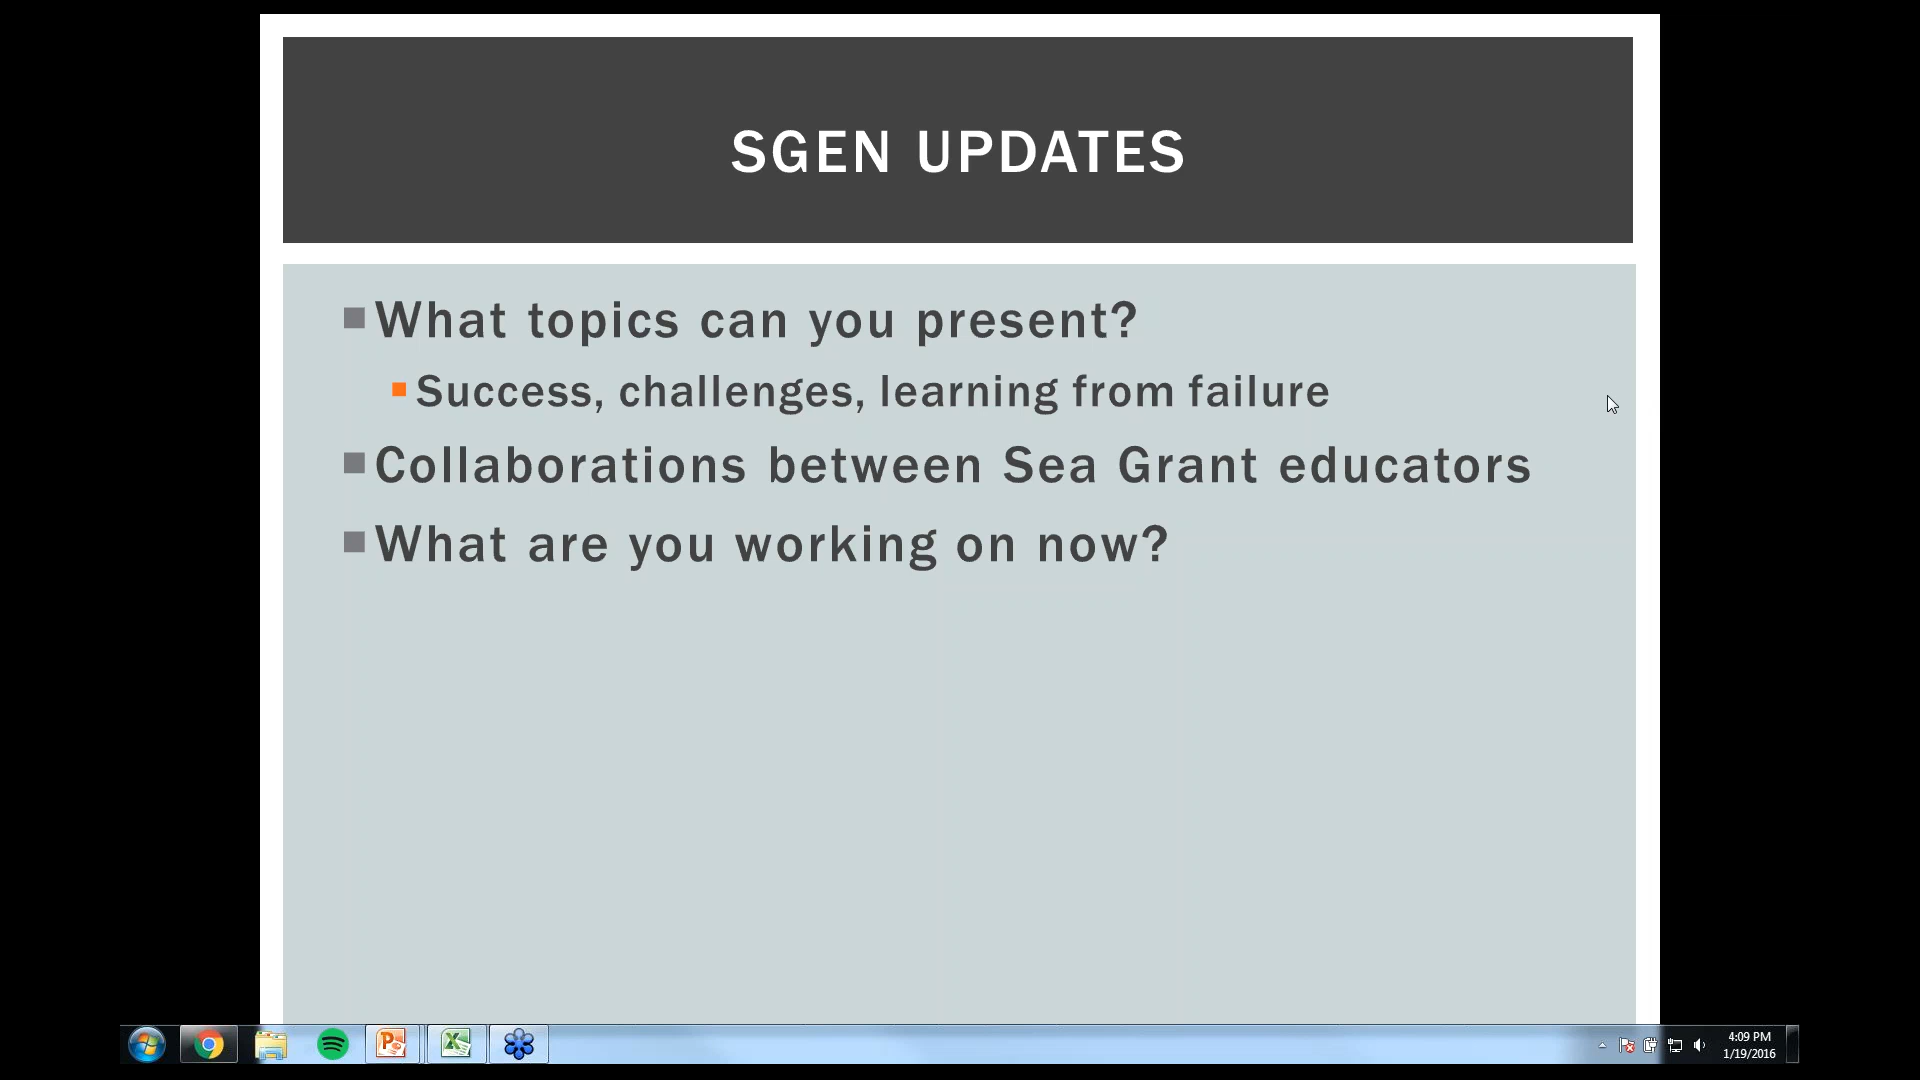 SGEN UPDATES
What topics can you present?
Success, challenges, learning from failure
Collaborations between Sea Grant educators
What are you working on now?
4:09 PM
1/19/2016